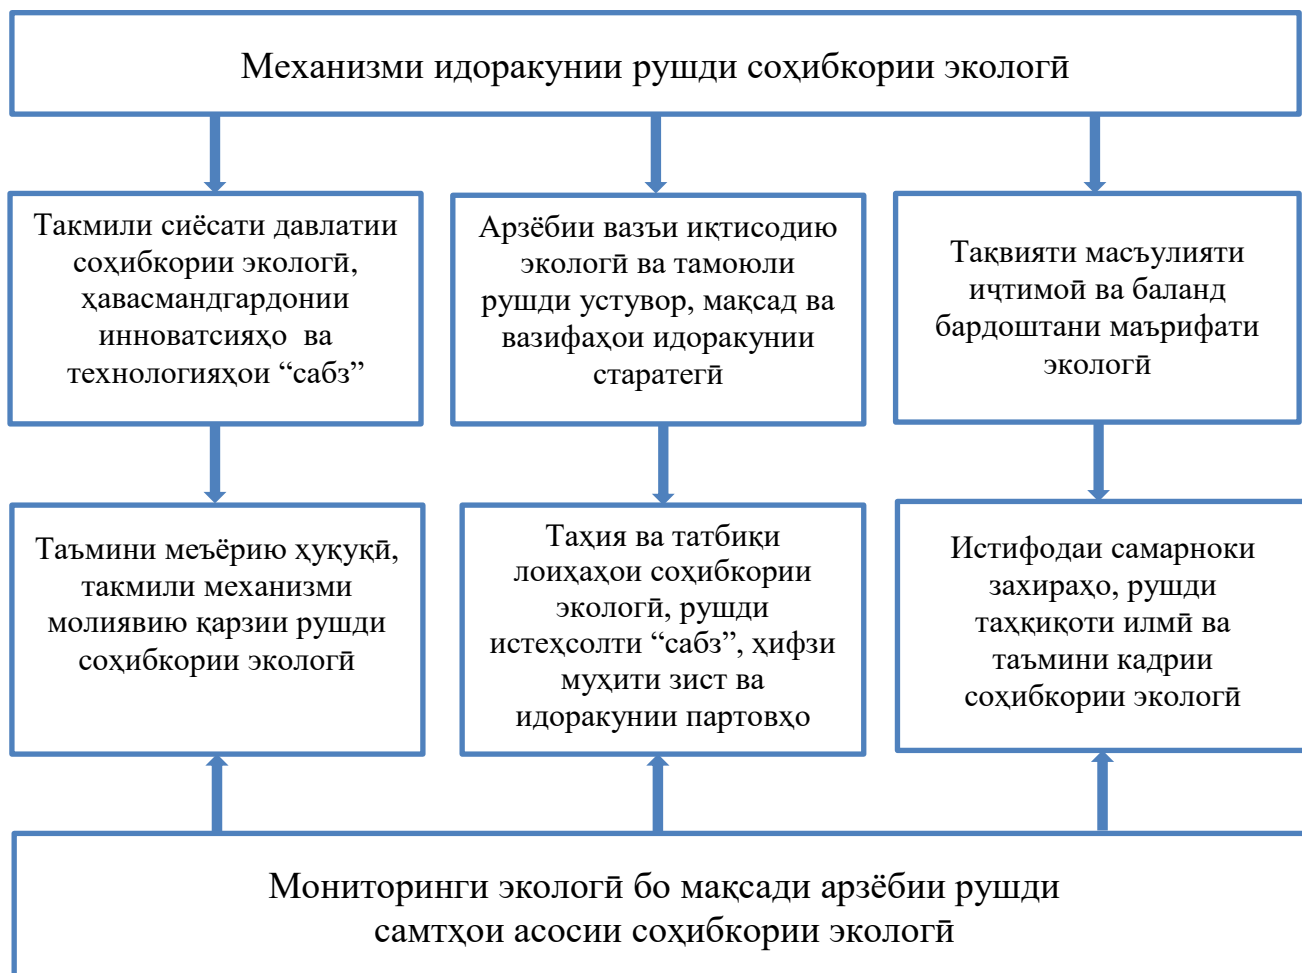 Механизми идоракунии рушди соҳибкории экологӣ
Такмили сиёсати давлатии
соҳибкории экологӣ,
ҳавасмандгардонии
инноватсияҳо ва
технологияҳои “сабз”
Арзёбии вазъи иқтисодию
экологӣ ва тамоюли
рушди устувор, мақсад ва
вазифаҳои идоракунии
старатегӣ
Тақвияти масъулияти
иҷтимоӣ ва баланд
бардоштани маърифати
экологӣ
Таъмини меъёрию ҳуқуқӣ,
такмили механизми
молиявию қарзии рушди
соҳибкории экологӣ
Таҳия ва татбиқи
лоиҳаҳои соҳибкории
экологӣ, рушди
истеҳсолти “сабз”, ҳифзи
муҳити зист ва
идоракунии партовҳо
Истифодаи самарноки
захираҳо, рушди
таҳқиқоти илмӣ ва
таъмини кадрии
соҳибкории экологӣ
Мониторинги экологӣ бо мақсади арзёбии рушди
самтҳои асосии соҳибкории экологӣ